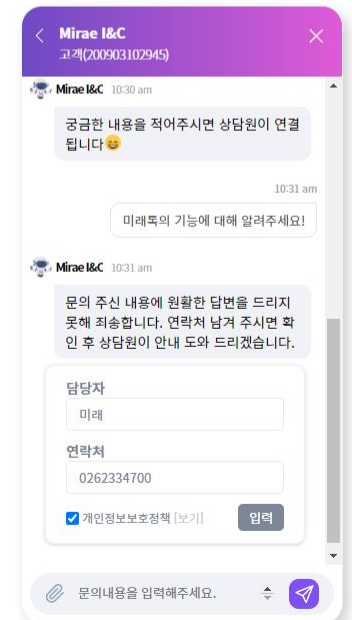 Mirae I&C
고객(200903102945)
Mirae I&C 10:30 am
궁금한 내용을 적어주시면 상담원이 연결
됩니다😄
10:31 am
미래톡의 기능에 대해 알려주세요!
Mirae I&C 10:31 am
문의 주신 내용에 원활한 답변을 드리지
못해 죄송합니다. 연락처 남겨 주시면 확
인 후 상담원이 안내 도와 드리겠습니다.
담당자
미래
연락처
0262334700
개인정보보호정책 [보기] 입력
문의내용을 입력해주세요.